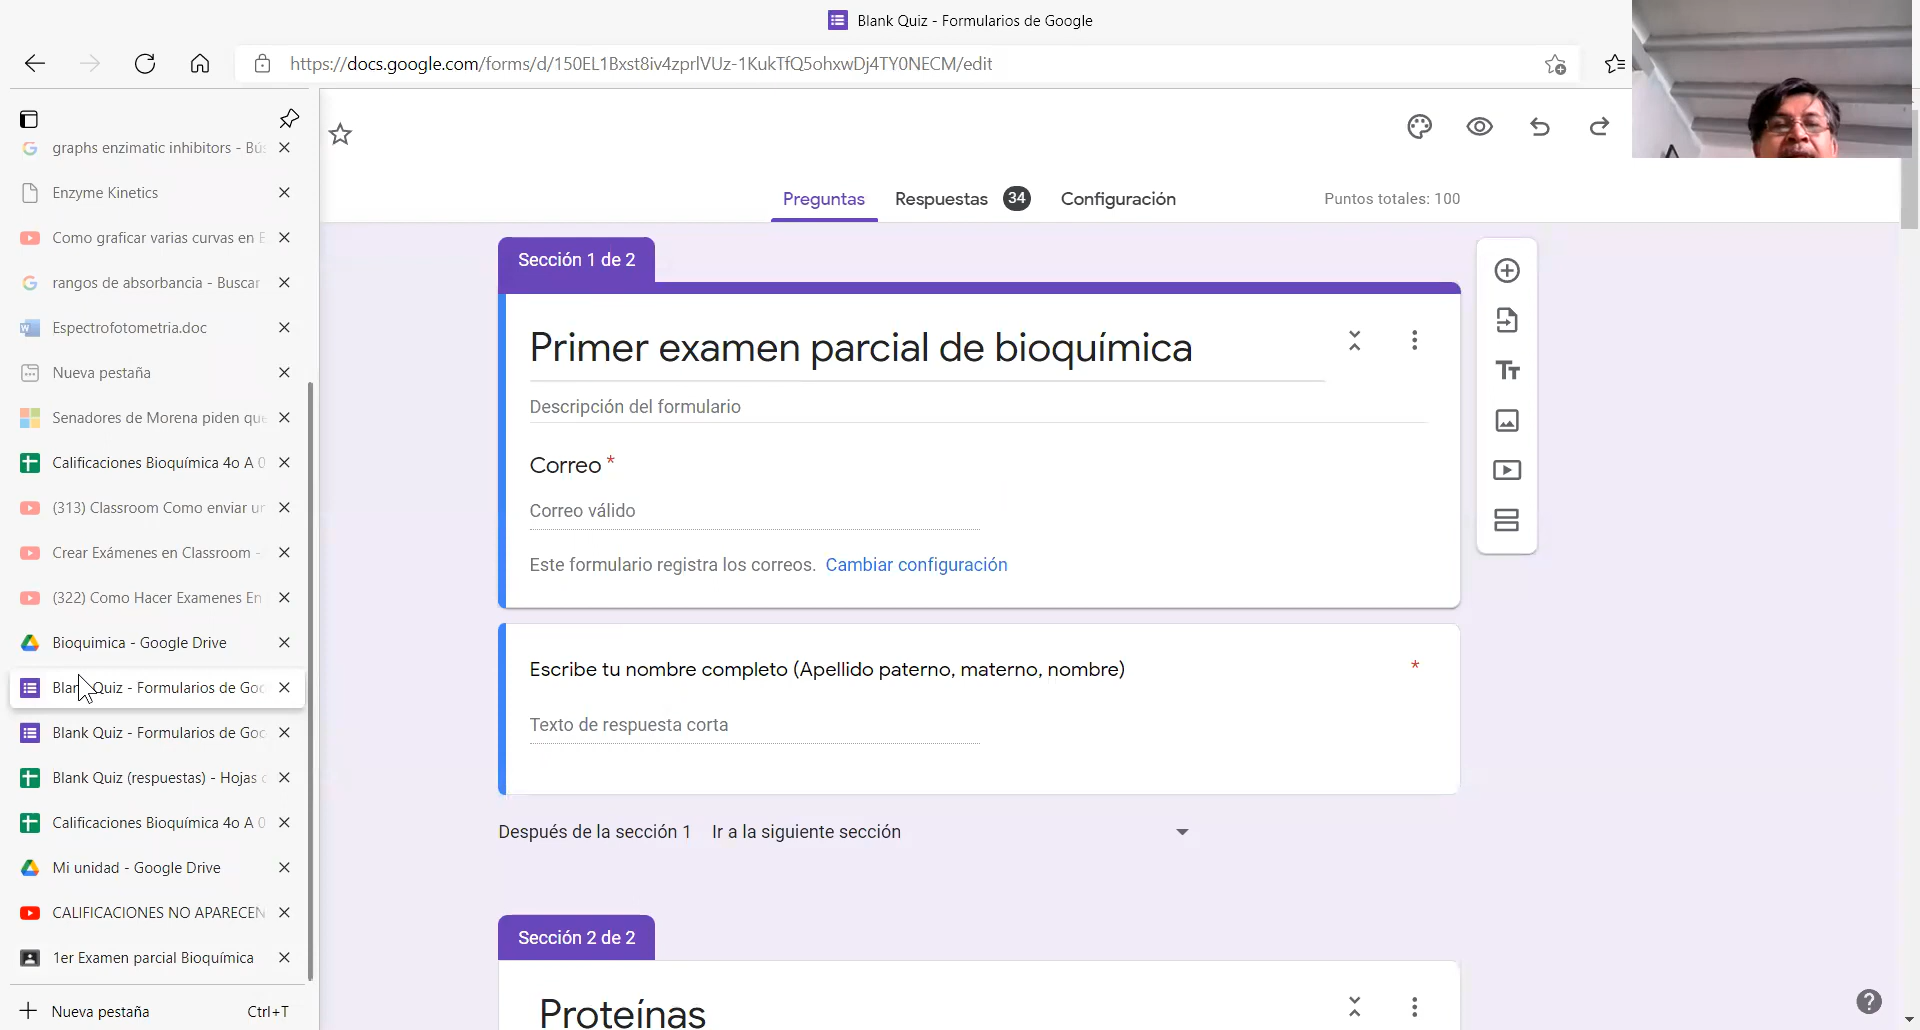 Blank Quiz - Formularios de Google
https://docs.google.com/forms/d/150EL1Bxst8iv4zprlVUz-1KukTfQ5ohxwDj4TY0NECM/edit
graphs enzimatic inhibitors - Bús
Enzyme Kinetics
Como graficar varias curvas en E
rangos de absorbancia - Buscar
Espectrofotometria.doc
Nueva pestaña
Senadores de Morena piden que
Calificaciones Bioquímica 4o A 0
(313) Classroom Como enviar un
Crear Exámenes en Classroom -
(322) Como Hacer Examenes En
Bioquimica - Google Drive
Blank Quiz - Formularios de Goo
Blank Quiz - Formularios de Goo
Blank Quiz (respuestas) - Hojas
Calificaciones Bioquímica 4o A 0
Mi unidad - Google Drive
CALIFICACIONES NO APARECEN
1er Examen parcial Bioquímica
Nueva pestaña Ctrl+T
Preguntas Respuestas 34 Configuración Puntos totales: 100
Sección 1 de 2
Primer examen parcial de bioquímica
Descripción del formulario
Correo *
Correo válido
Este formulario registra los correos. Cambiar configuración
Escribe tu nombre completo (Apellido paterno, materno, nombre) *
Texto de respuesta corta
Después de la sección 1 Ir a la siguiente sección
Sección 2 de 2
Proteínas